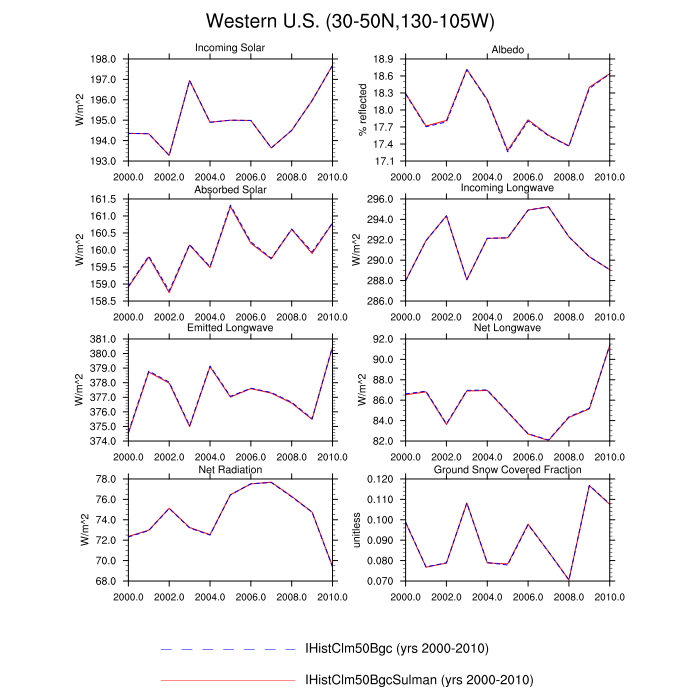 Western U.S. (30-50N,130-105W)
Incoming Solar
W/m^2
198.0
197.0
196.0
195.0
194.0
193.0
2000.0 2002.0 2004.0 2006.0 2008.0 2010.0
Albedo
% reflected
18.9
18.6
18.3
18.0
17.7
17.4
17.1
2000.0 2002.0 2004.0 2006.0 2008.0 2010.0
Absorbed Solar
W/m^2
161.5
161.0
160.5
160.0
159.5
159.0
158.5
2000.0 2002.0 2004.0 2006.0 2008.0 2010.0
Incoming Longwave
W/m^2
296.0
294.0
292.0
290.0
288.0
286.0
2000.0 2002.0 2004.0 2006.0 2008.0 2010.0
Emitted Longwave
W/m^2
381.0
380.0
379.0
378.0
377.0
376.0
375.0
374.0
2000.0 2002.0 2004.0 2006.0 2008.0 2010.0
Net Longwave
W/m^2
92.0
90.0
88.0
86.0
84.0
82.0
2000.0 2002.0 2004.0 2006.0 2008.0 2010.0
Net Radiation
W/m^2
78.0
76.0
74.0
72.0
70.0
68.0
2000.0 2002.0 2004.0 2006.0 2008.0 2010.0
Ground Snow Covered Fraction
unitless
0.120
0.110
0.100
0.090
0.080
0.070
2000.0 2002.0 2004.0 2006.0 2008.0 2010.0
IHistClm50Bgc (yrs 2000-2010)
IHistClm50BgcSulman (yrs 2000-2010)